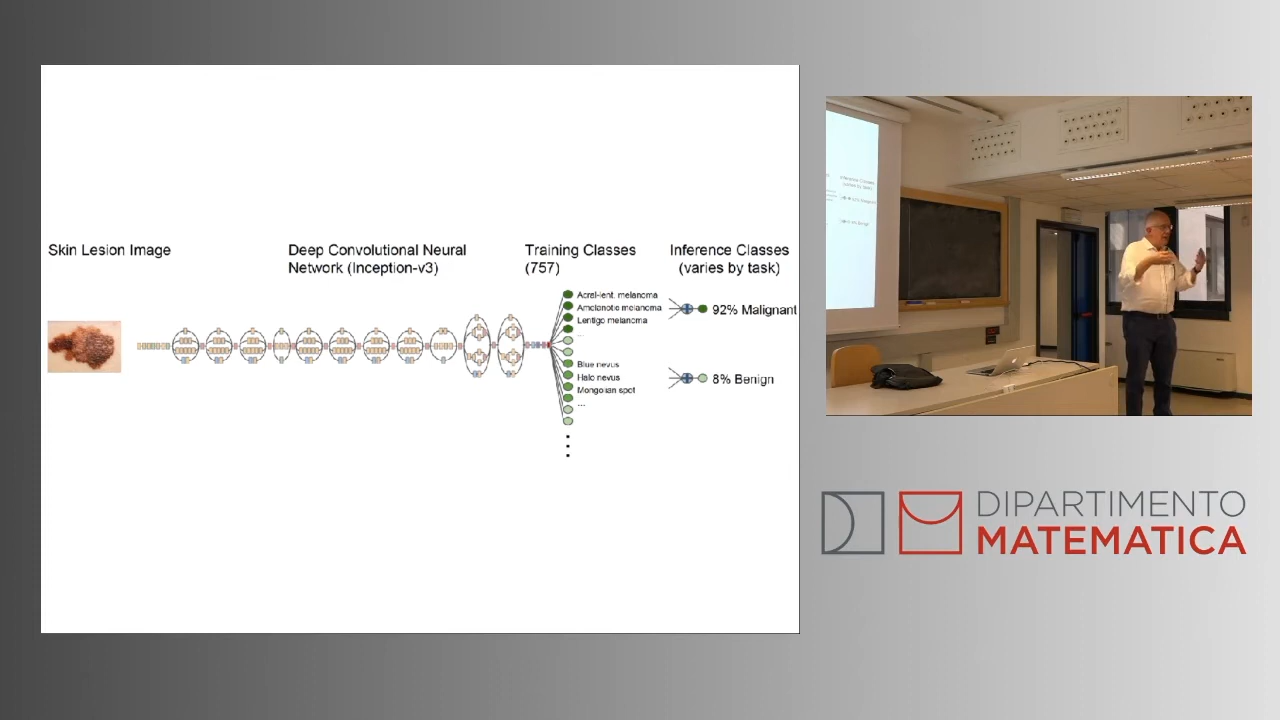 Skin Lesion Image
Deep Convolutional Neural
Network (Inception-v3)
Training Classes
(757)
Inference Classes
(varies by task)
Acral-lent. melanoma
Amelanotic melanoma
Lentigo melanoma
...
Blue nevus
Halo nevus
Mongolian spot
...
92% Malignant
8% Benign
DIPARTIMENTO
MATEMATICA